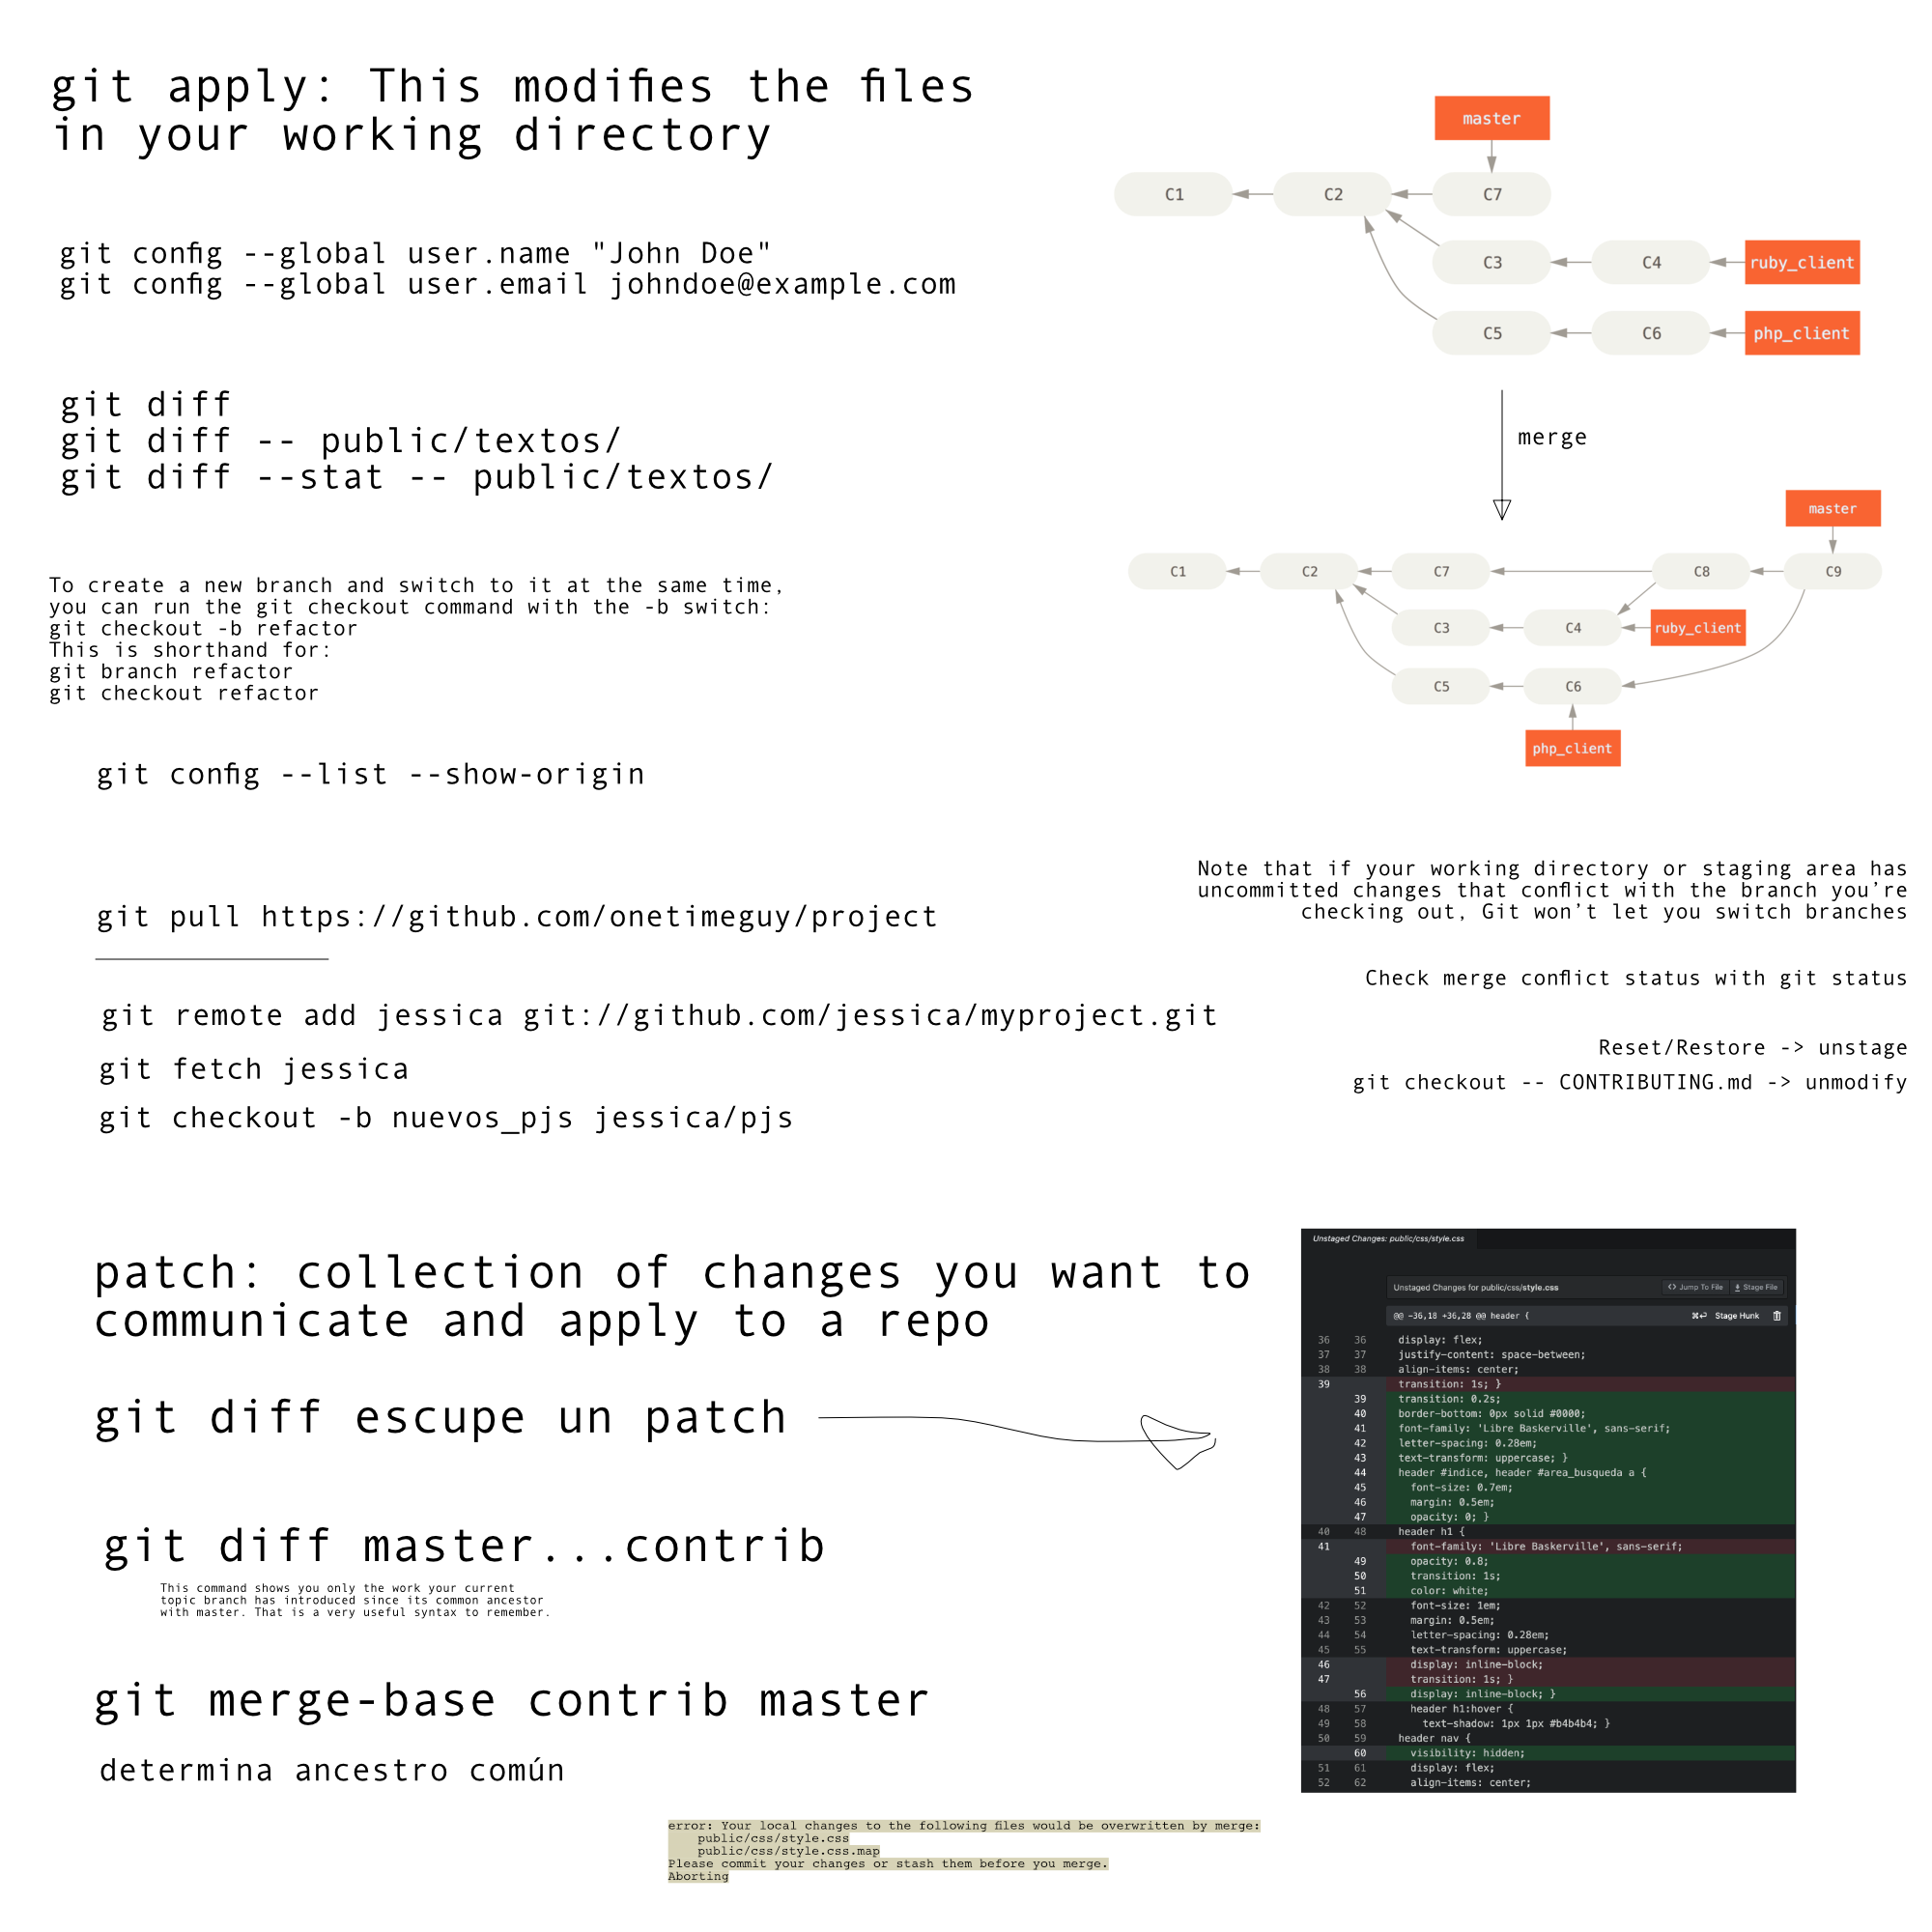 git apply: This modifies the files
in your working directory
git config --global user.name "John Doe"
git config --global user.email johndoe@example.com
git diff
git diff -- public/textos/
git diff --stat -- public/textos/
To create a new branch and switch to it at the same time,
you can run the git checkout command with the -b switch:
git checkout -b refactor
This is shorthand for:
git branch refactor
git checkout refactor
git config --list --show-origin
git pull https://github.com/onetimeguy/project
git remote add jessica git://github.com/jessica/myproject.git
git fetch jessica
git checkout -b nuevos_pjs jessica/pjs
master
C1 C2 C7
C3 C4 ruby_client
C5 C6 php_client
merge
master
C1 C2 C7 C8 C9
C3 C4 ruby_client
C5 C6
php_client
Note that if your working directory or staging area has
uncommitted changes that conflict with the branch you’re
checking out, Git won’t let you switch branches
Check merge conflict status with git status
Reset/Restore -> unstage
git checkout -- CONTRIBUTING.md -> unmodify
patch: collection of changes you want to
communicate and apply to a repo
git diff escupe un patch
git diff master...contrib
This command shows you only the work your current
topic branch has introduced since its common ancestor
with master. That is a very useful syntax to remember.
git merge-base contrib master
determina ancestro común
Unstaged Changes: public/css/style.css
Unstaged Changes for public/css/style.css <> Jump To File Stage File
@@ -36,18 +36,28 @@ header { ⌘↩ Stage Hunk
36 36 display: flex;
37 37 justify-content: space-between;
38 38 align-items: center;
39 transition: 1s; }
39 transition: 0.2s;
40 border-bottom: 0px solid #0000;
41 font-family: 'Libre Baskerville', sans-serif;
42 letter-spacing: 0.28em;
43 text-transform: uppercase; }
44 header #indice, header #area_busqueda a {
45 font-size: 0.7em;
46 margin: 0.5em;
47 opacity: 0; }
40 48 header h1 {
41 font-family: 'Libre Baskerville', sans-serif;
49 opacity: 0.8;
50 transition: 1s;
51 color: white;
42 52 font-size: 1em;
43 53 margin: 0.5em;
44 54 letter-spacing: 0.28em;
45 55 text-transform: uppercase;
46 display: inline-block;
47 transition: 1s; }
56 display: inline-block; }
48 57 header h1:hover {
49 58 text-shadow: 1px 1px #b4b4b4; }
50 59 header nav {
60 visibility: hidden;
51 61 display: flex;
52 62 align-items: center;
error: Your local changes to the following files would be overwritten by merge:
public/css/style.css
public/css/style.css.map
Please commit your changes or stash them before you merge.
Aborting